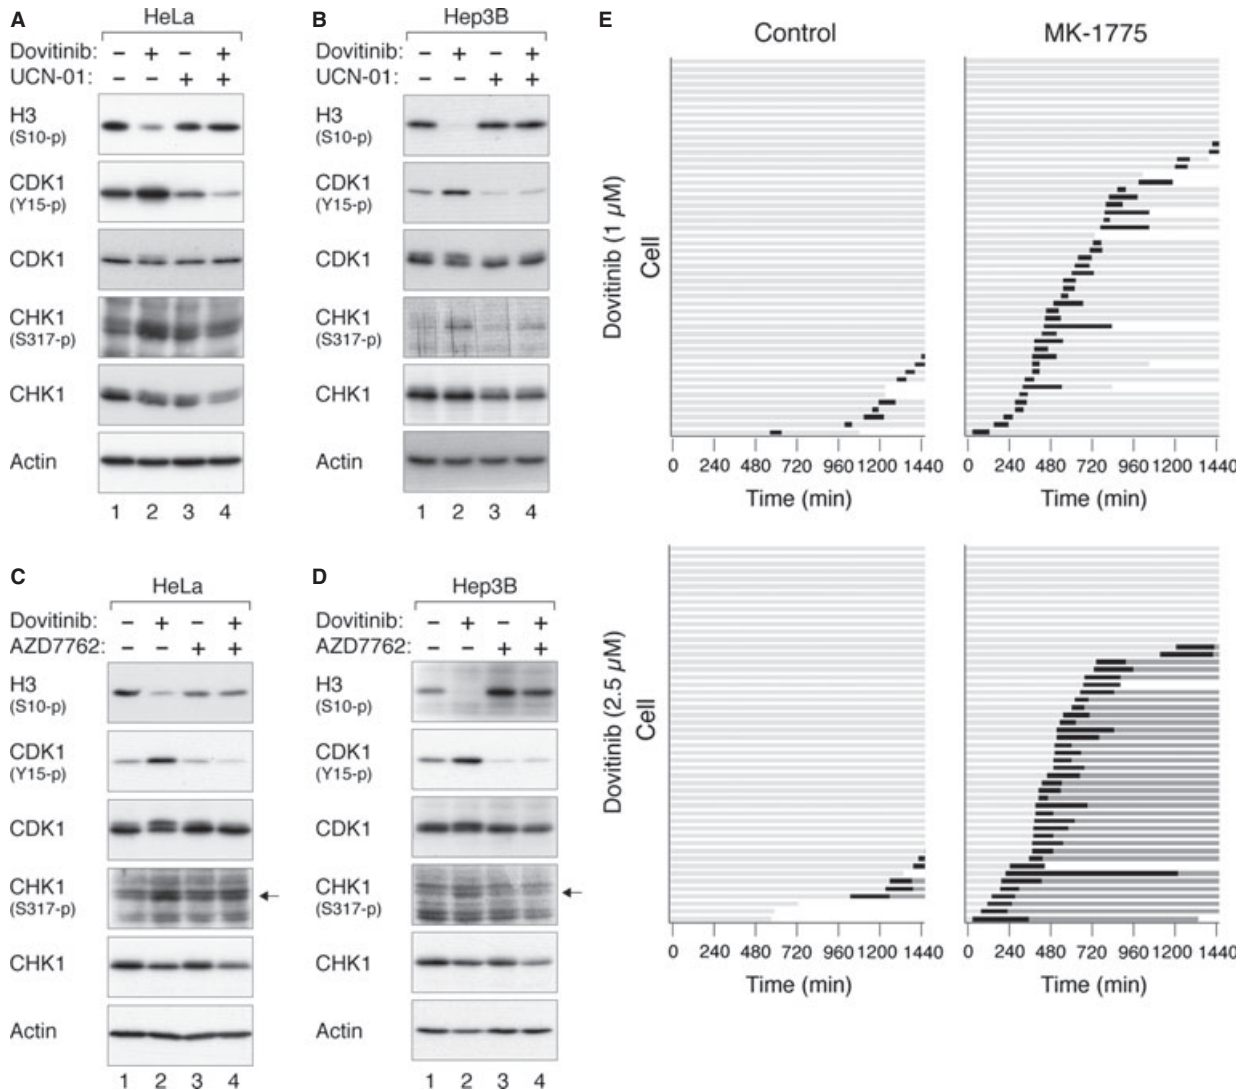 A
HeLa
Dovitinib: – + – +
UCN-01: – – + +
H3
(S10-p)
CDK1
(Y15-p)
CDK1
CHK1
(S317-p)
CHK1
Actin
1 2 3 4
B
Hep3B
Dovitinib: – + – +
UCN-01: – – + +
H3
(S10-p)
CDK1
(Y15-p)
CDK1
CHK1
(S317-p)
CHK1
Actin
1 2 3 4
C
HeLa
Dovitinib: – + – +
AZD7762: – – + +
H3
(S10-p)
CDK1
(Y15-p)
CDK1
CHK1
(S317-p)
CHK1
Actin
1 2 3 4
D
Hep3B
Dovitinib: – + – +
AZD7762: – – + +
H3
(S10-p)
CDK1
(Y15-p)
CDK1
CHK1
(S317-p)
CHK1
Actin
1 2 3 4
E
Control
MK-1775
Dovitinib (1 µM)
Cell
0 240 480 720 960 1200 1440
Time (min)
0 240 480 720 960 1200 1440
Time (min)
Dovitinib (2.5 µM)
Cell
0 240 480 720 960 1200 1440
Time (min)
0 240 480 720 960 1200 1440
Time (min)